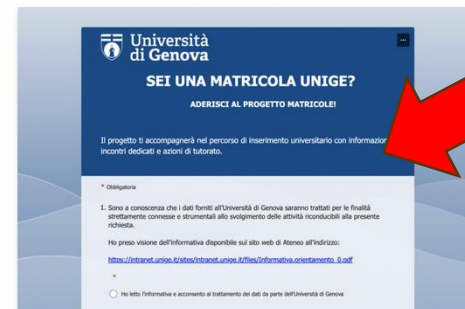 Università
di Genova
SEI UNA MATRICOLA UNIGE?
ADERISCI AL PROGETTO MATRICOLE!
Il progetto ti accompagnerà nel percorso di inserimento universitario con
incontri dedicati e azioni di tutorato.
* Obbligatoria
1. Sono a conoscenza che i dati forniti all'Università di Genova saranno trattati per le finalità
strettamente connesse e strumentali allo svolgimento delle attività riconducibili alla presente
richiesta.
Ho preso visione dell'informativa disponibile sul sito web di Ateneo all'indirizzo:
https://intranet.unige.it/sites/intranet.unige.it/files/Informativa.orientamento_0.pdf
*
Ho letto l'informativa e acconsento al trattamento dei dati da parte dell'Università di Genova